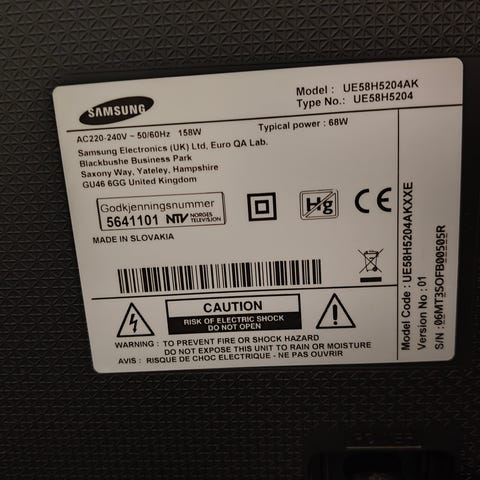 SAMSUNG
Model : UE58H5204AK
Type No.: UE58H5204
AC220-240V ~ 50/60Hz 158W
Typical power : 68W
Samsung Electronics (UK) Ltd, Euro QA Lab.
Blackbushe Business Park
Saxony Way, Yateley, Hampshire
GU46 6GG United Kingdom
Godkjenningsnummer
5641101 NTV NORGES TELEVISJON
Hg
CE
MADE IN SLOVAKIA
CAUTION
RISK OF ELECTRIC SHOCK
DO NOT OPEN
WARNING : TO PREVENT FIRE OR SHOCK HAZARD
DO NOT EXPOSE THIS UNIT TO RAIN OR MOISTURE
AVIS : RISQUE DE CHOC ELECTRIQUE - NE PAS OUVRIR
Model Code : UE58H5204AKXXE
Version No : 01
S/N : 06MT3SOFB00505R